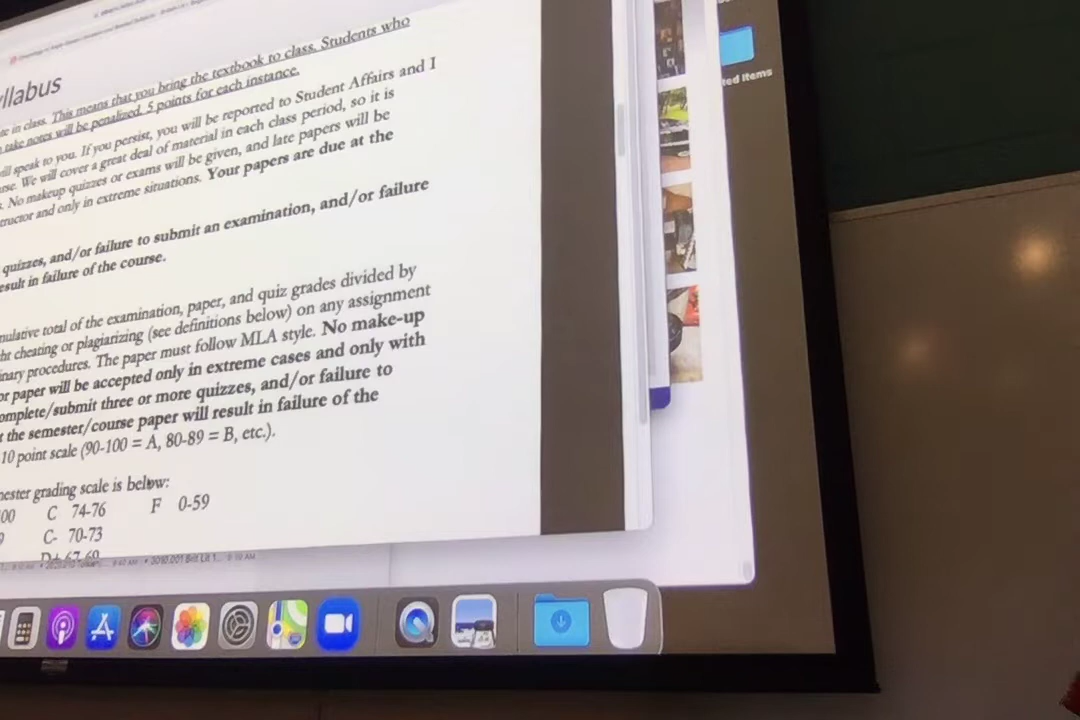 llabus
in class. This means that you bring the textbook to class. Students who
take notes will be penalized 5 points for each instance.
ill speak to you. If you persist, you will be reported to Student Affairs and I
rse. We will cover a great deal of material in each class period, so it is
. No makeup quizzes or exams will be given, and late papers will be
ructor and only in extreme situations. Your papers are due at the
quizzes, and/or failure to submit an examination, and/or failure
esult in failure of the course.
mulative total of the examination, paper, and quiz grades divided by
ht cheating or plagiarizing (see definitions below) on any assignment
inary procedures. The paper must follow MLA style. No make-up
or paper will be accepted only in extreme cases and only with
omplete/submit three or more quizzes, and/or failure to
t the semester/course paper will result in failure of the
10 point scale (90-100 = A, 80-89 = B, etc.).
mester grading scale is below:
00 C 74-76 F 0-59
9 C- 70-73
D+ 67-69
ted Items